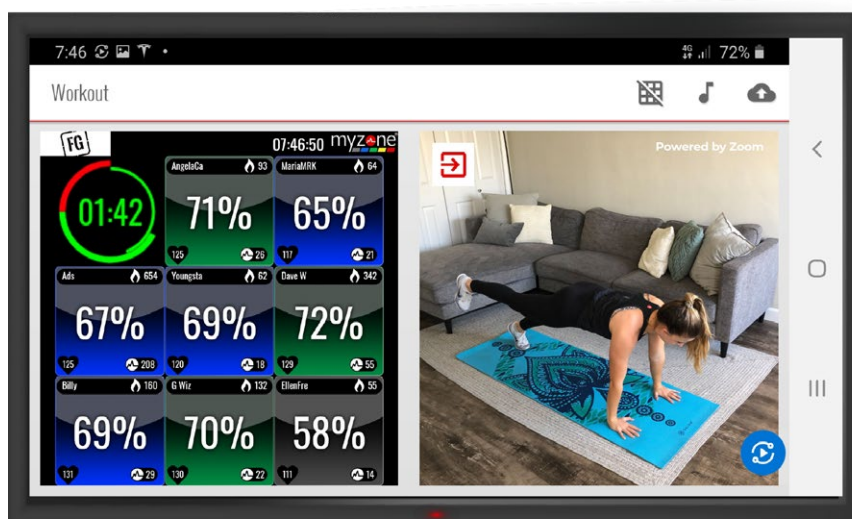 7:46
4G
72%
Workout
FG
07:46:50 myzone
Powered by Zoom
01:42
AngelaCa 93
71%
125 26
MariaMRK 64
65%
117 21
Ads 654
67%
125 208
Youngsta 62
69%
120 18
Dave W 342
72%
129 55
Billy 160
69%
131 29
G Wiz 132
70%
130 22
EllenFre 55
58%
111 14